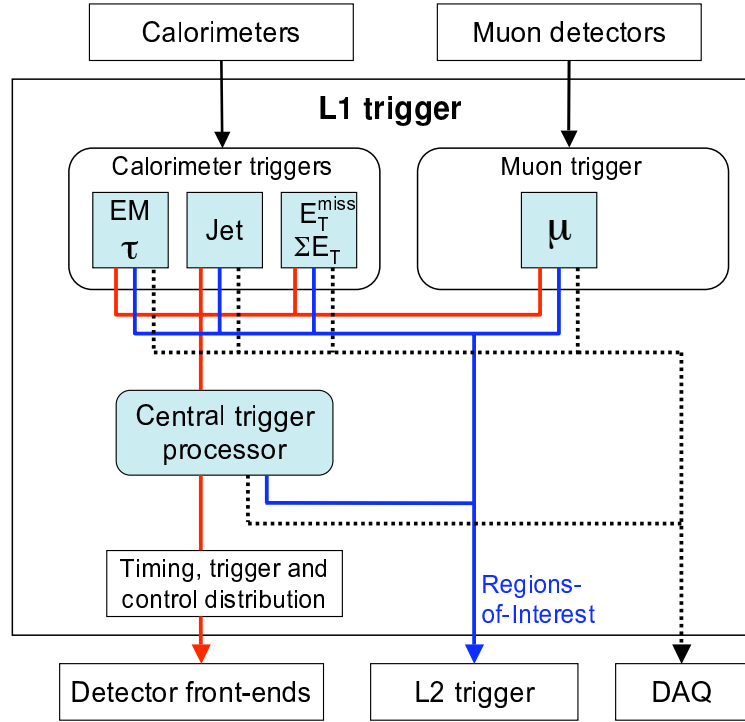 Calorimeters
Muon detectors
L1 trigger
Calorimeter triggers
Muon trigger
EM
τ
Jet
E_T^miss
ΣE_T
μ
Central trigger
processor
Timing, trigger and
control distribution
Regions-
of-Interest
Detector front-ends
L2 trigger
DAQ